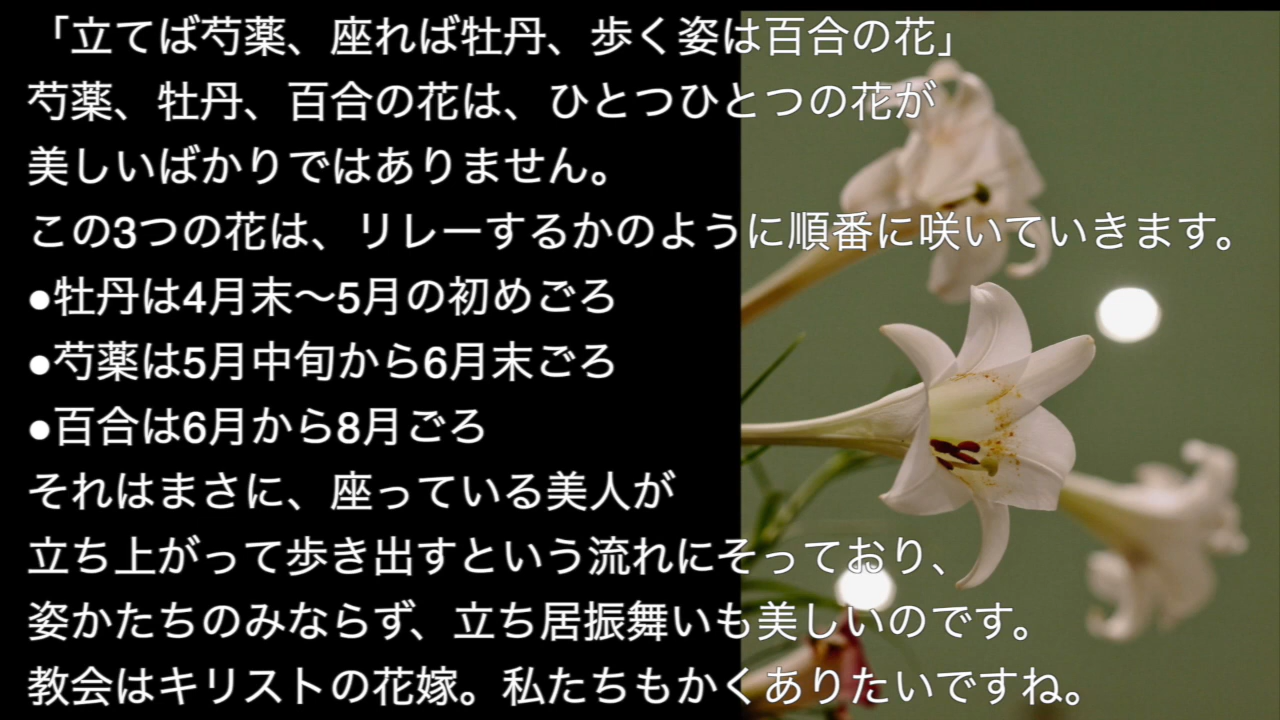 「立てば芍薬、座れば牡丹、歩く姿は百合の花」
芍薬、牡丹、百合の花は、ひとつひとつの花が
美しいばかりではありません。
この3つの花は、リレーするかのように順番に咲いていきます。
●牡丹は4月末〜5月の初めごろ
●芍薬は5月中旬から6月末ごろ
●百合は6月から8月ごろ
それはまさに、座っている美人が
立ち上がって歩き出すという流れにそっており、
姿かたちのみならず、立ち居振舞いも美しいのです。
教会はキリストの花嫁。私たちもかくありたいですね。